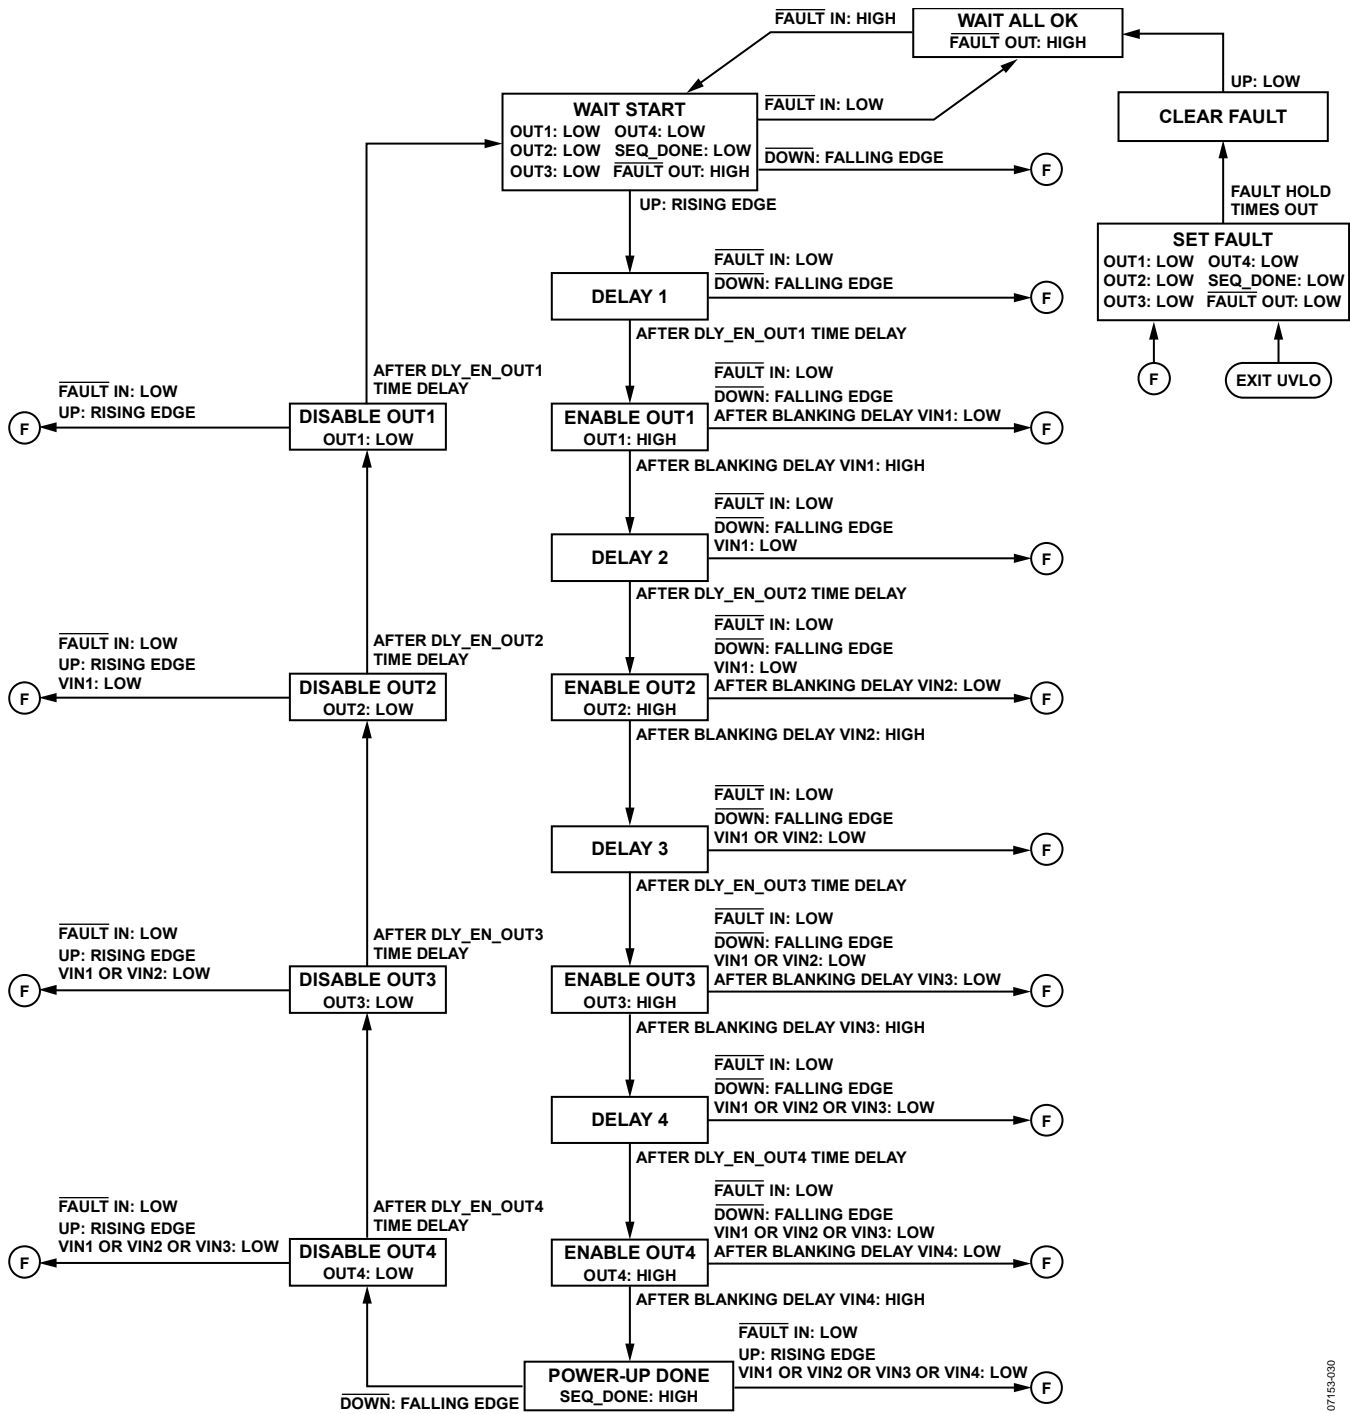 FAULT IN: HIGH
WAIT ALL OK
FAULT OUT: HIGH
UP: LOW
CLEAR FAULT
FAULT HOLD
TIMES OUT
SET FAULT
OUT1: LOW OUT4: LOW
OUT2: LOW SEQ_DONE: LOW
OUT3: LOW FAULT OUT: LOW
F
EXIT UVLO
WAIT START
OUT1: LOW OUT4: LOW
OUT2: LOW SEQ_DONE: LOW
OUT3: LOW FAULT OUT: HIGH
FAULT IN: LOW
DOWN: FALLING EDGE
F
UP: RISING EDGE
DELAY 1
FAULT IN: LOW
DOWN: FALLING EDGE
F
AFTER DLY_EN_OUT1 TIME DELAY
ENABLE OUT1
OUT1: HIGH
FAULT IN: LOW
DOWN: FALLING EDGE
AFTER BLANKING DELAY VIN1: LOW
F
AFTER BLANKING DELAY VIN1: HIGH
DELAY 2
FAULT IN: LOW
DOWN: FALLING EDGE
VIN1: LOW
F
AFTER DLY_EN_OUT2 TIME DELAY
ENABLE OUT2
OUT2: HIGH
FAULT IN: LOW
DOWN: FALLING EDGE
VIN1: LOW
AFTER BLANKING DELAY VIN2: LOW
F
AFTER BLANKING DELAY VIN2: HIGH
DELAY 3
FAULT IN: LOW
DOWN: FALLING EDGE
VIN1 OR VIN2: LOW
F
AFTER DLY_EN_OUT3 TIME DELAY
ENABLE OUT3
OUT3: HIGH
FAULT IN: LOW
DOWN: FALLING EDGE
VIN1 OR VIN2: LOW
AFTER BLANKING DELAY VIN3: LOW
F
AFTER BLANKING DELAY VIN3: HIGH
DELAY 4
FAULT IN: LOW
DOWN: FALLING EDGE
VIN1 OR VIN2 OR VIN3: LOW
F
AFTER DLY_EN_OUT4 TIME DELAY
ENABLE OUT4
OUT4: HIGH
FAULT IN: LOW
DOWN: FALLING EDGE
VIN1 OR VIN2 OR VIN3: LOW
AFTER BLANKING DELAY VIN4: LOW
F
AFTER BLANKING DELAY VIN4: HIGH
POWER-UP DONE
SEQ_DONE: HIGH
FAULT IN: LOW
UP: RISING EDGE
VIN1 OR VIN2 OR VIN3 OR VIN4: LOW
F
DOWN: FALLING EDGE
DISABLE OUT4
OUT4: LOW
FAULT IN: LOW
UP: RISING EDGE
VIN1 OR VIN2 OR VIN3: LOW
F
AFTER DLY_EN_OUT4
TIME DELAY
DISABLE OUT3
OUT3: LOW
FAULT IN: LOW
UP: RISING EDGE
VIN1 OR VIN2: LOW
F
AFTER DLY_EN_OUT3
TIME DELAY
DISABLE OUT2
OUT2: LOW
FAULT IN: LOW
UP: RISING EDGE
VIN1: LOW
F
AFTER DLY_EN_OUT2
TIME DELAY
DISABLE OUT1
OUT1: LOW
FAULT IN: LOW
UP: RISING EDGE
F
AFTER DLY_EN_OUT1
TIME DELAY
07153-030